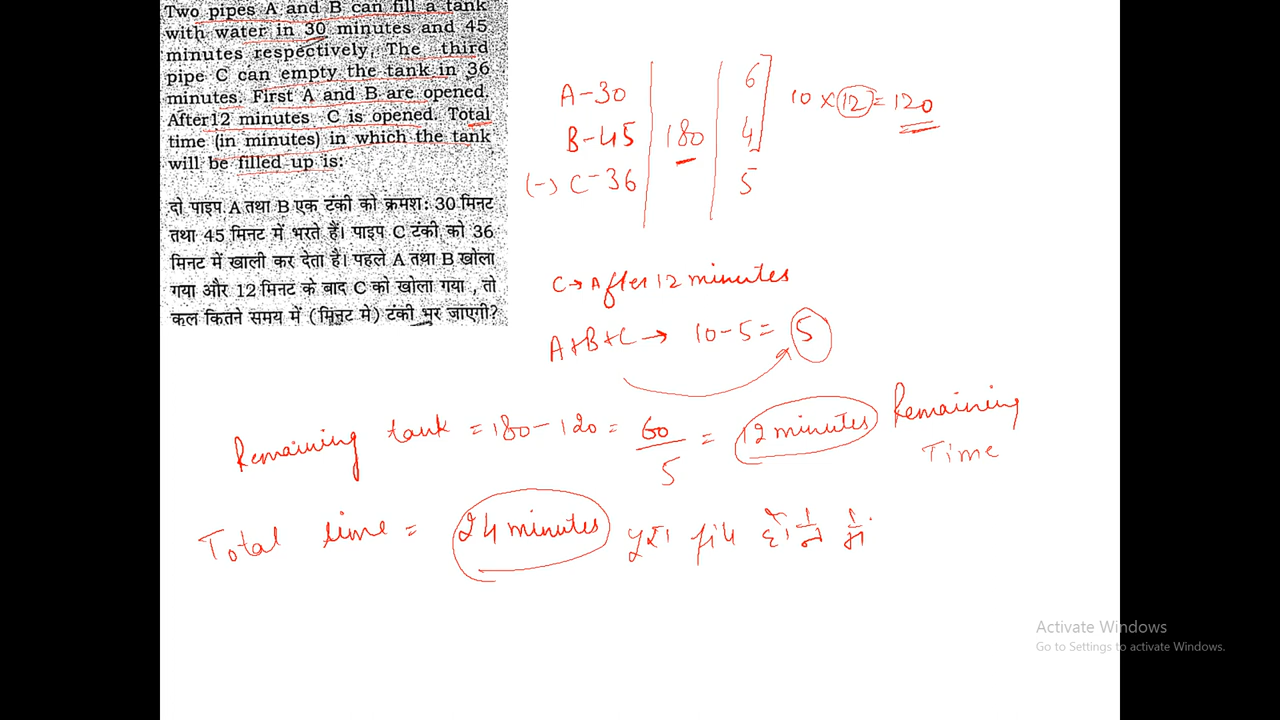 Two pipes A and B can fill a tank
with water in 30 minutes and 45
minutes respectively. The third
pipe C can empty the tank in 36
minutes. First A and B are opened.
After12 minutes C is opened. Total
time (in minutes) in which the tank
will be filled up is:
दो पाइप A तथा B एक टंकी को क्रमश: 30 मिनट
तथा 45 मिनट में भरते हैं। पाइप C टंकी को 36
मिनट में खाली कर देता है। पहले A तथा B खोला
गया और 12 मिनट के बाद C को खोला गया , तो
कुल कितने समय में (मिनट मे) टंकी भर जाएगी?
A-30 6
10 × 12 = 120
B-45 180 4
(-) C-36 5
C → After 12 minutes
A+B+C → 10-5 = 5
Remaining tank = 180 - 120 = 60/5 = 12 minutes Remaining Time
Total time = 24 minutes
Activate Windows
Go to Settings to activate Windows.